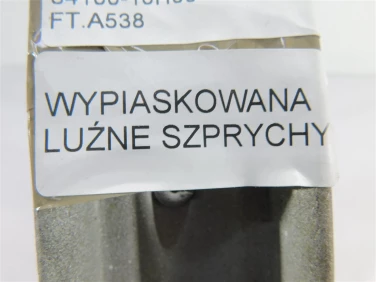 FT.A538
WYPIASKOWANA
LUŹNE SZPRYCHY